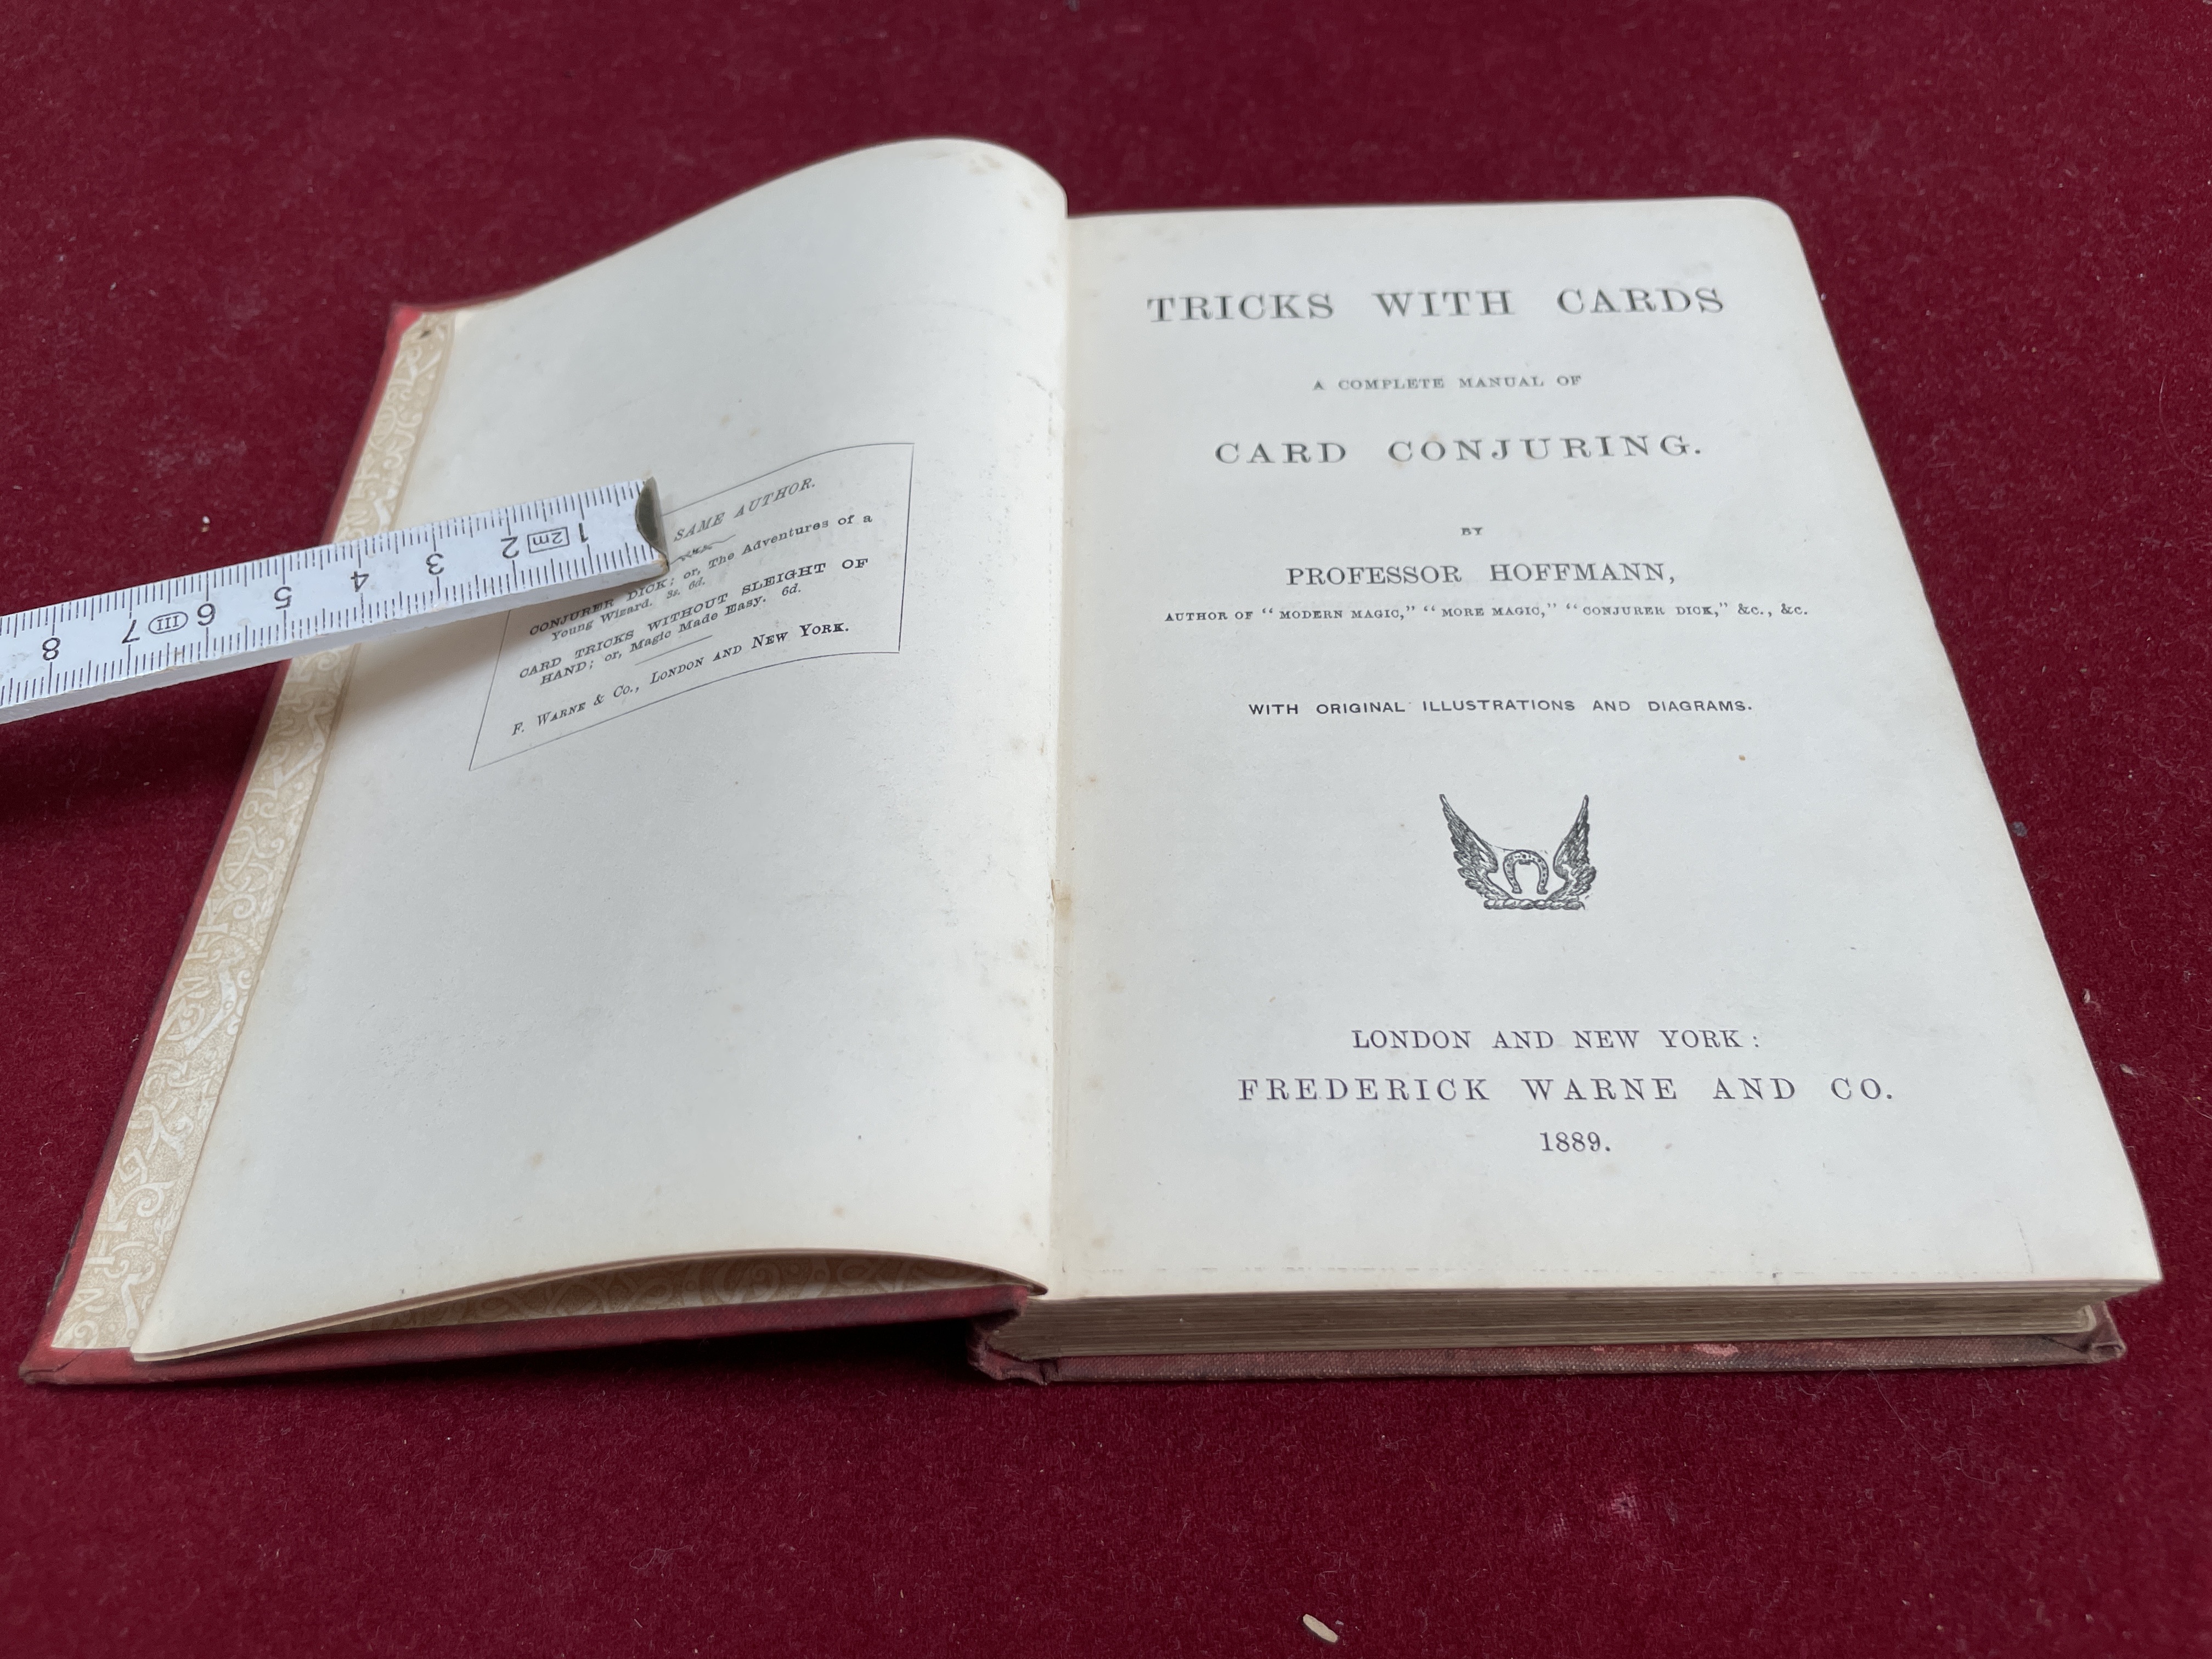 SAME AUTHOR.
CONJURER DICK; or, The Adventures of a
Young Wizard. 3s. 6d.
CARD TRICKS WITHOUT SLEIGHT OF
HAND; or, Magic Made Easy. 6d.
F. WARNE & CO., LONDON AND NEW YORK.
1 2m 2 3 4 5 6 III 7 8
TRICKS WITH CARDS
A COMPLETE MANUAL OF
CARD CONJURING.
BY
PROFESSOR HOFFMANN,
AUTHOR OF “MODERN MAGIC,” “MORE MAGIC,” “CONJURER DICK,” &C., &C.
WITH ORIGINAL ILLUSTRATIONS AND DIAGRAMS.
LONDON AND NEW YORK:
FREDERICK WARNE AND CO.
1889.